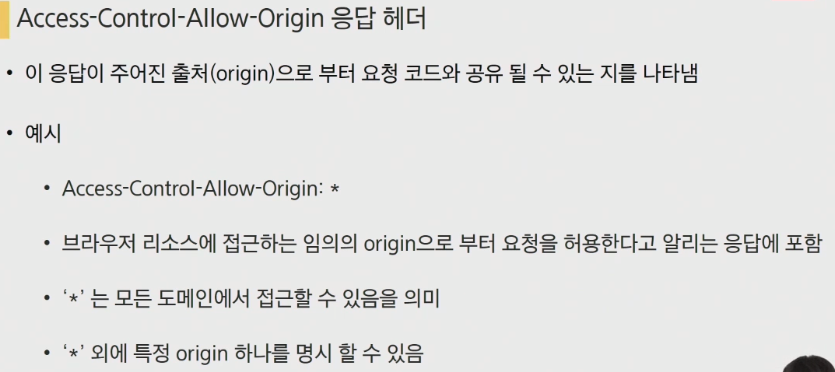 Access-Control-Allow-Origin 응답 헤더
• 이 응답이 주어진 출처(origin)으로 부터 요청 코드와 공유 될 수 있는 지를 나타냄
• 예시
• Access-Control-Allow-Origin: *
• 브라우저 리소스에 접근하는 임의의 origin으로 부터 요청을 허용한다고 알리는 응답에 포함
• ‘*’ 는 모든 도메인에서 접근할 수 있음을 의미
• ‘*’ 외에 특정 origin 하나를 명시 할 수 있음